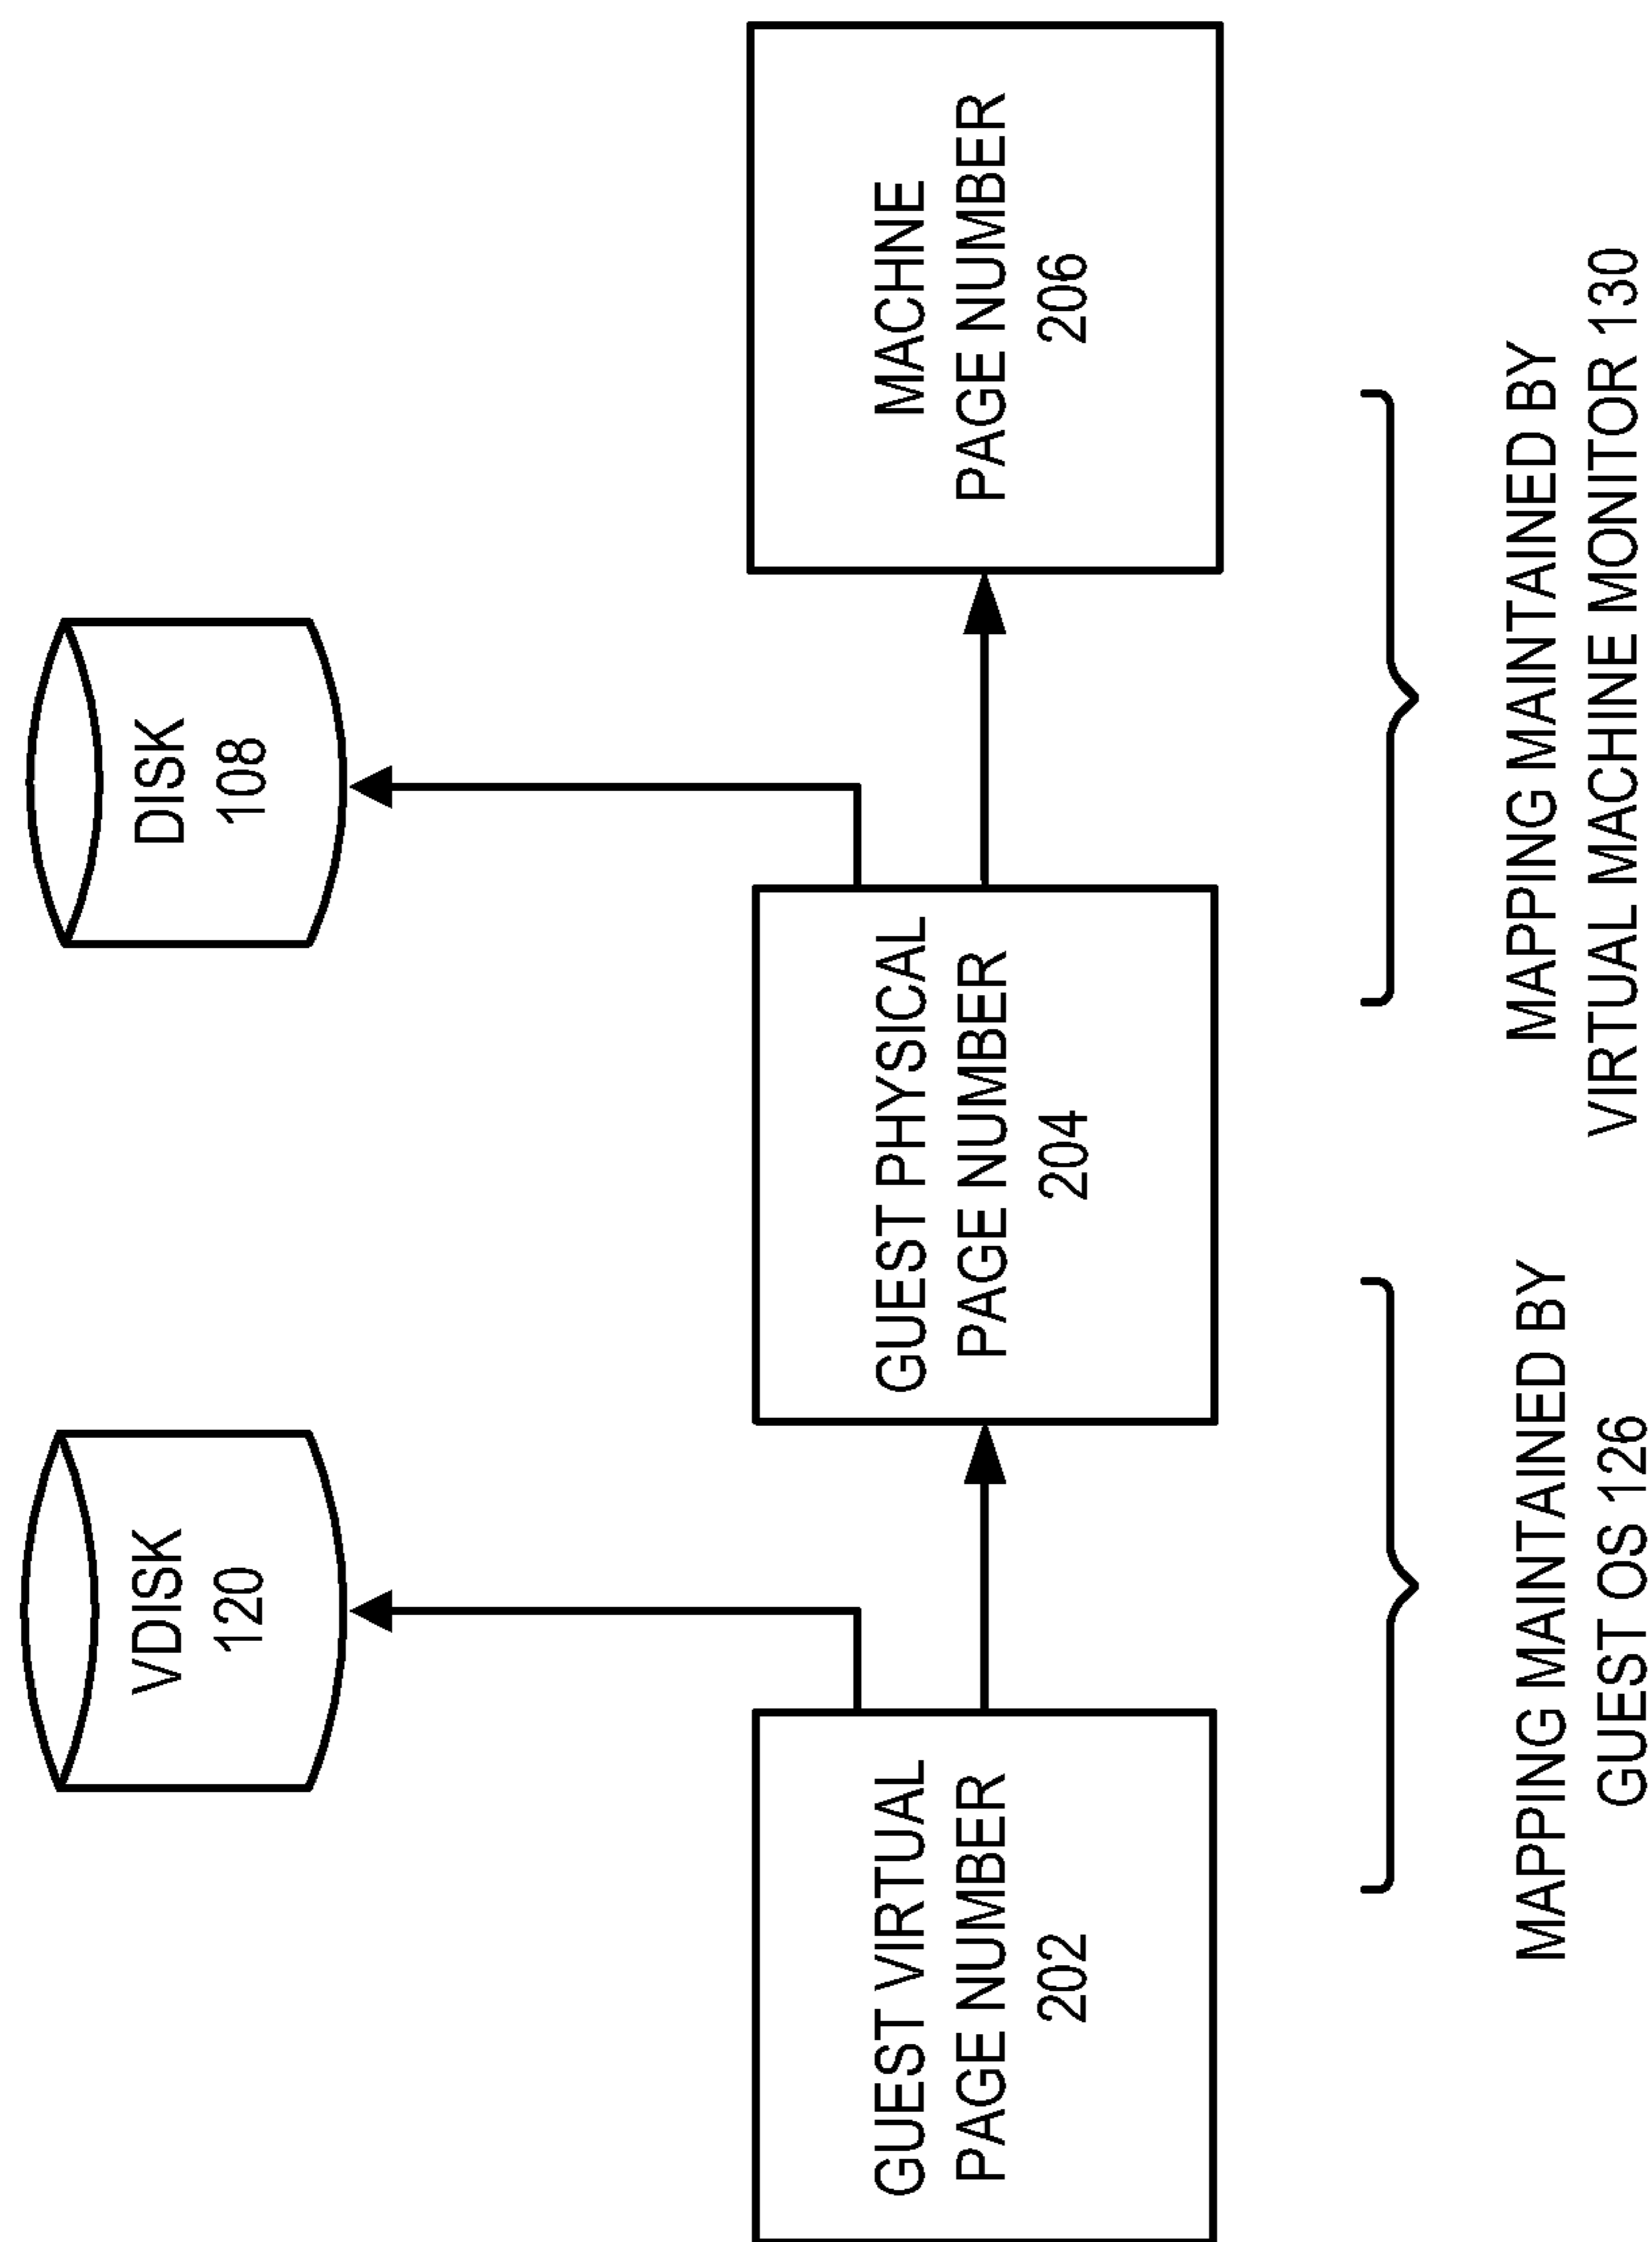 VDISK
120
DISK
108
GUEST VIRTUAL
PAGE NUMBER
202
GUEST PHYSICAL
PAGE NUMBER
204
MACHNE
PAGE NUMBER
206
MAPPING MAINTAINED BY
GUEST OS 126
MAPPING MAINTAINED BY
VIRTUAL MACHINE MONITOR 130